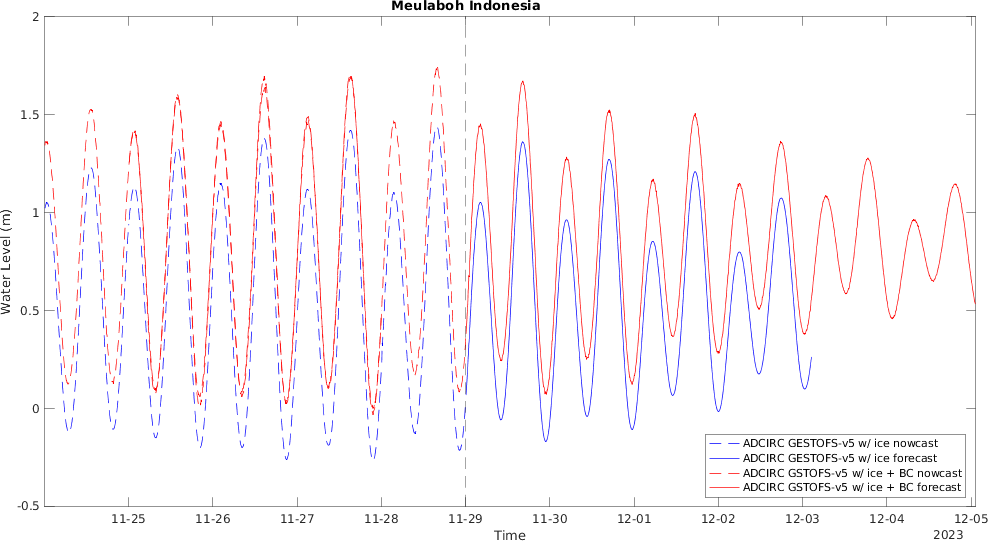 Meulaboh Indonesia
Water Level (m)
2
1.5
1
0.5
0
-0.5
ADCIRC GESTOFS-v5 w/ ice nowcast
ADCIRC GESTOFS-v5 w/ ice forecast
ADCIRC GSTOFS-v5 w/ ice + BC nowcast
ADCIRC GSTOFS-v5 w/ ice + BC forecast
11-25 11-26 11-27 11-28 11-29 11-30 12-01 12-02 12-03 12-04 12-05
Time
2023